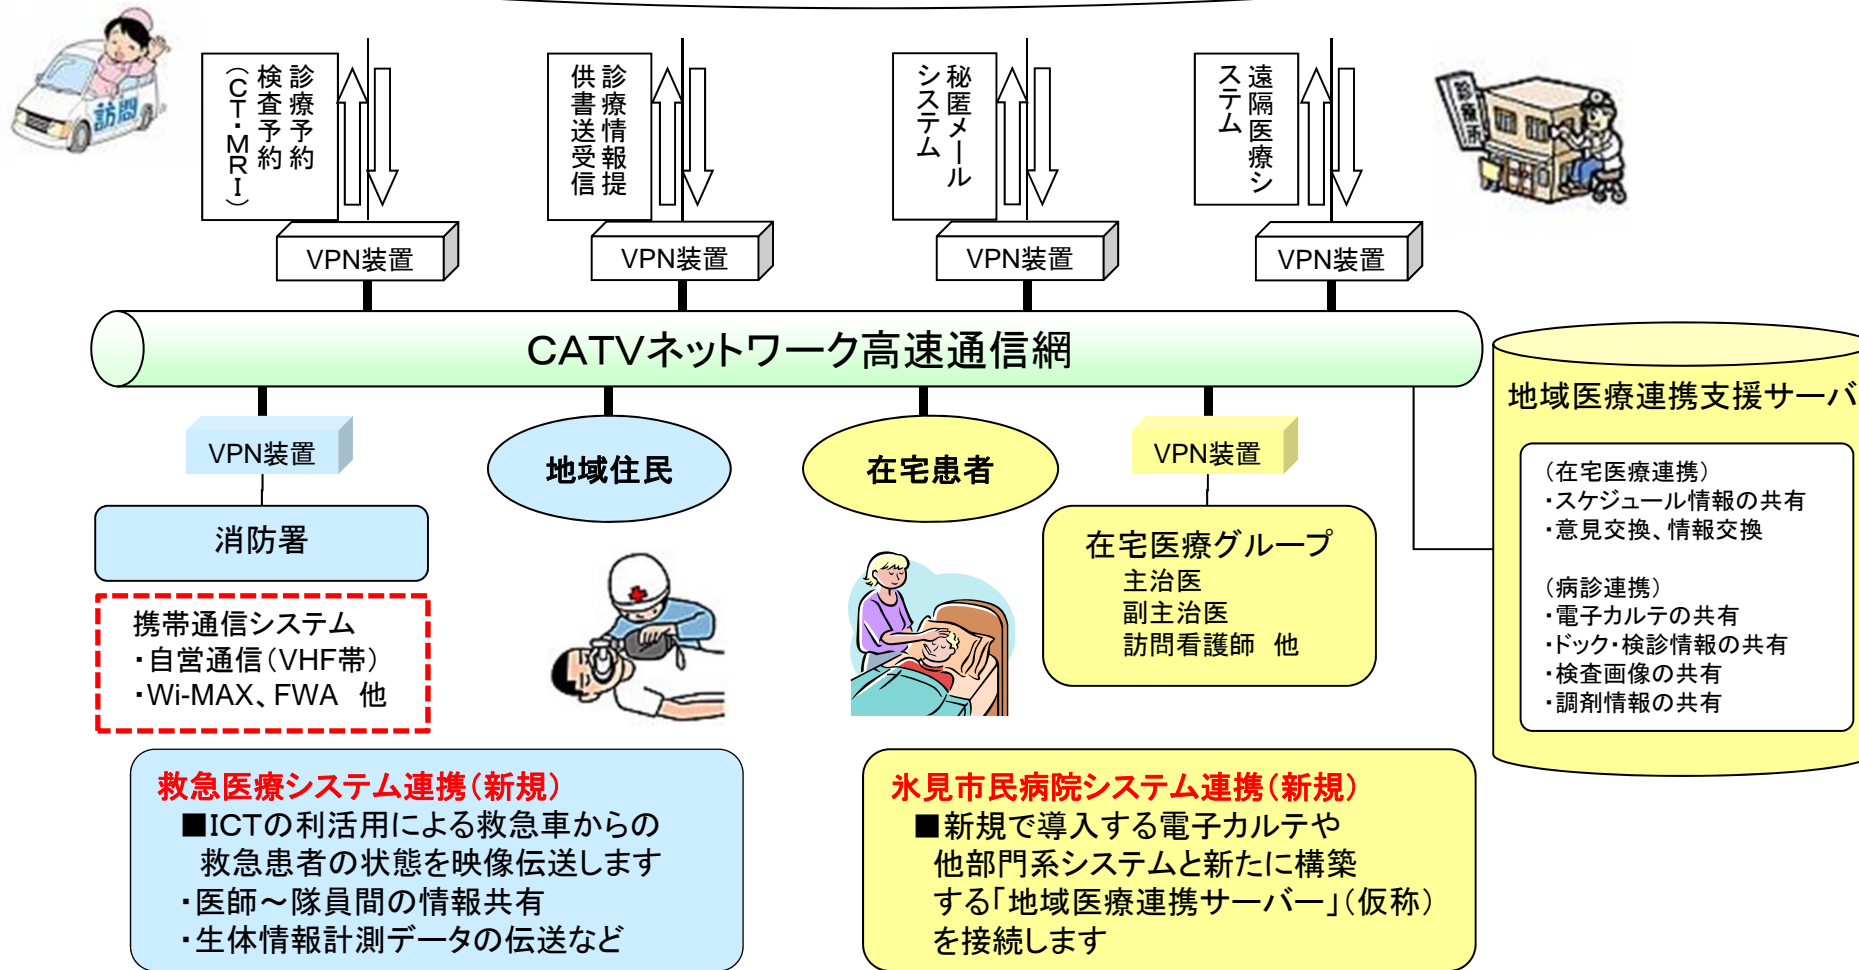 訪問
診療予約
検査予約
(CT・MRI)
診療情報提
供書送受信
秘匿メール
システム
遠隔医療シ
ステム
診療所
VPN装置
VPN装置
VPN装置
VPN装置
CATVネットワーク高速通信網
VPN装置
地域住民
在宅患者
VPN装置
消防署
携帯通信システム
・自営通信(VHF帯)
・Wi-MAX、FWA 他
在宅医療グループ
主治医
副主治医
訪問看護師 他
地域医療連携支援サーバ
(在宅医療連携)
・スケジュール情報の共有
・意見交換、情報交換
(病診連携)
・電子カルテの共有
・ドック・検診情報の共有
・検査画像の共有
・調剤情報の共有
救急医療システム連携(新規)
■ICTの利活用による救急車からの
救急患者の状態を映像伝送します
・医師~隊員間の情報共有
・生体情報計測データの伝送など
氷見市民病院システム連携(新規)
■新規で導入する電子カルテや
他部門系システムと新たに構築
する「地域医療連携サーバー」(仮称)
を接続します